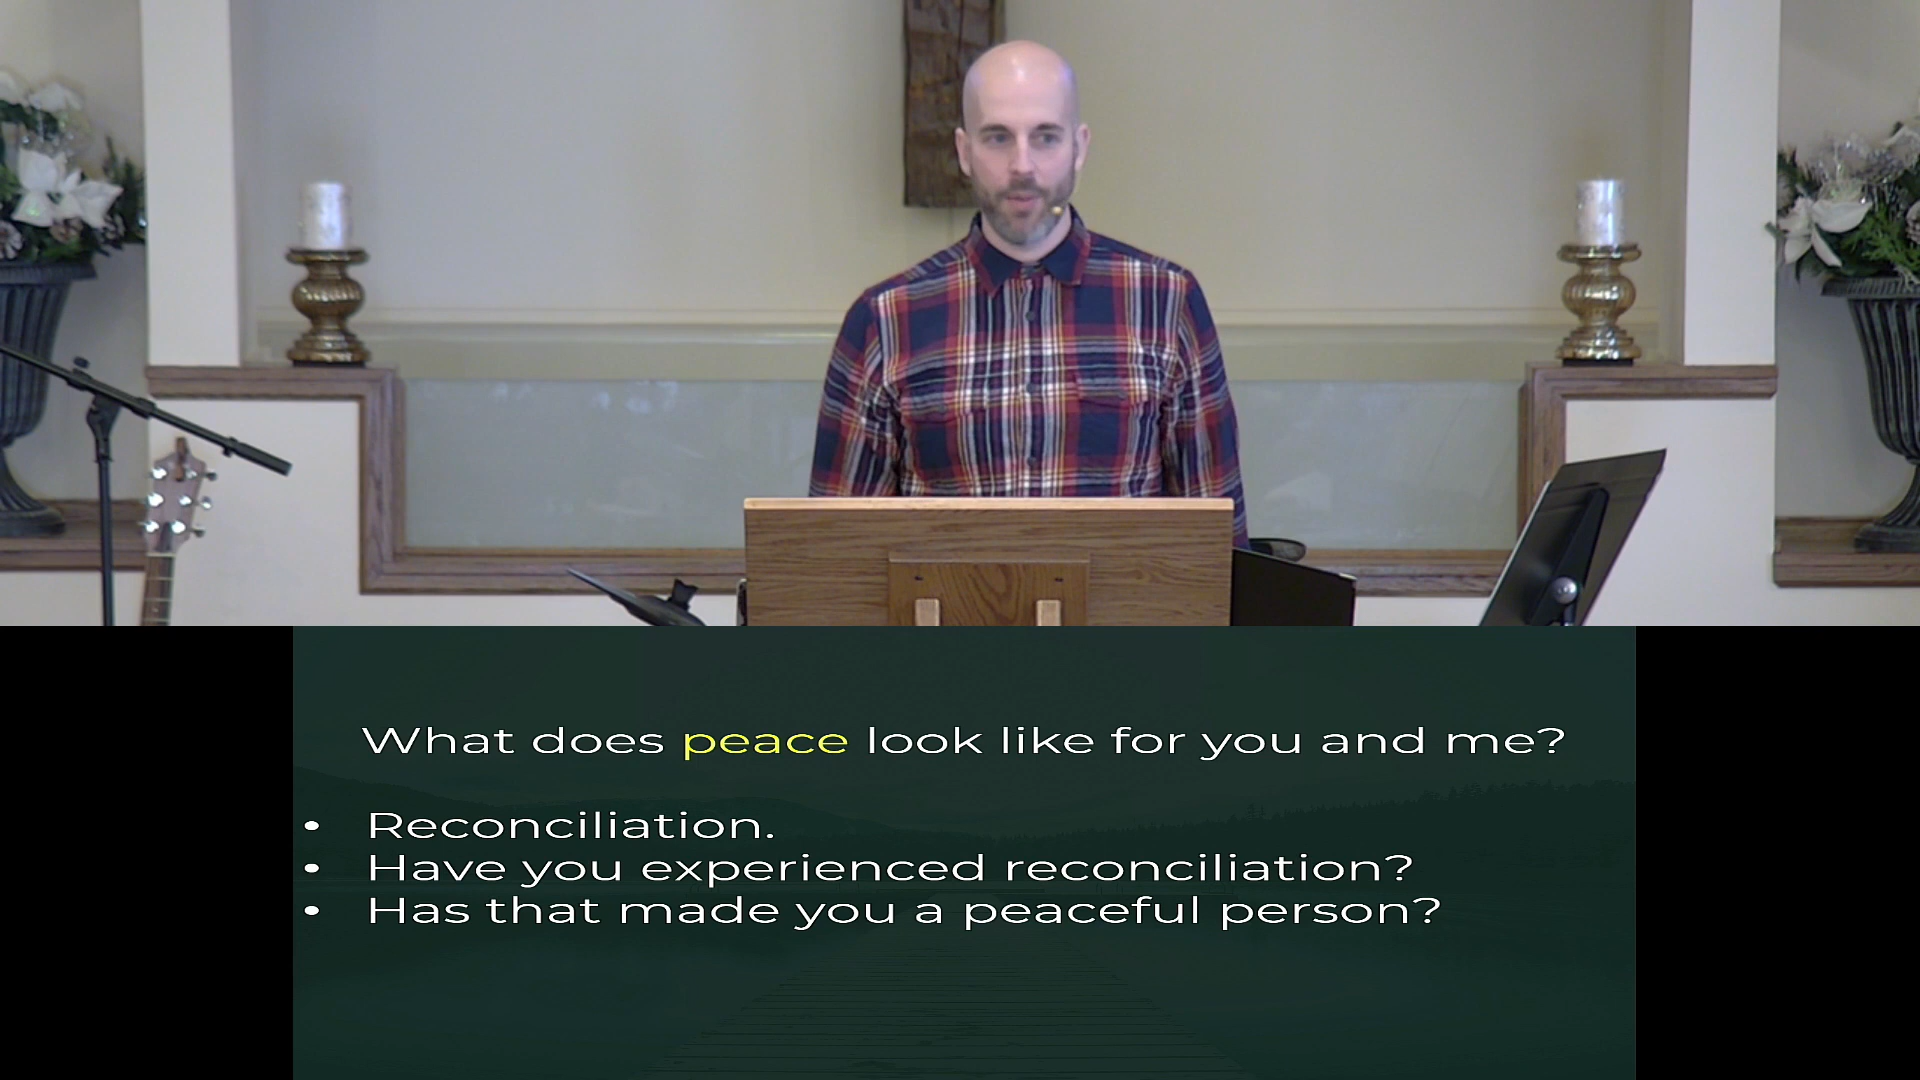 What does peace look like for you and me?
• Reconciliation.
• Have you experienced reconciliation?
• Has that made you a peaceful person?